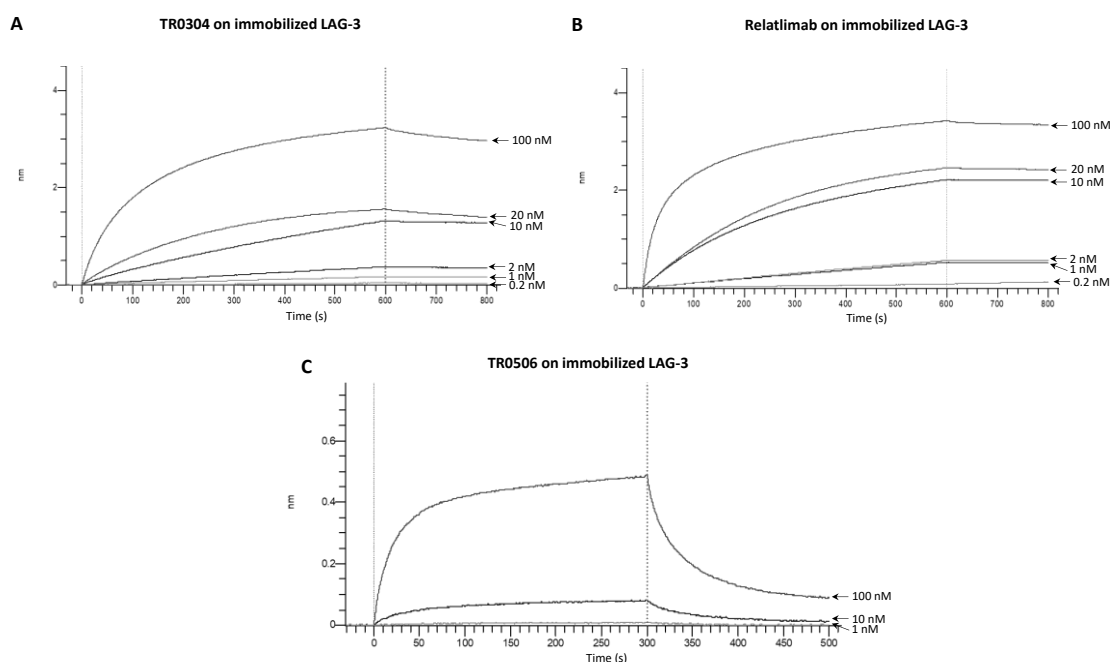 A
TR0304 on immobilized LAG-3
4
2
0
nm
100 nM
20 nM
10 nM
2 nM
1 nM
0.2 nM
0 100 200 300 400 500 600 700 800
Time (s)
B
Relatlimab on immobilized LAG-3
4
2
0
nm
100 nM
20 nM
10 nM
2 nM
1 nM
0.2 nM
0 100 200 300 400 500 600 700 800
Time (s)
C
TR0506 on immobilized LAG-3
0.6
0.4
0.2
0
nm
100 nM
10 nM
1 nM
0 50 100 150 200 250 300 350 400 450 500
Time (s)